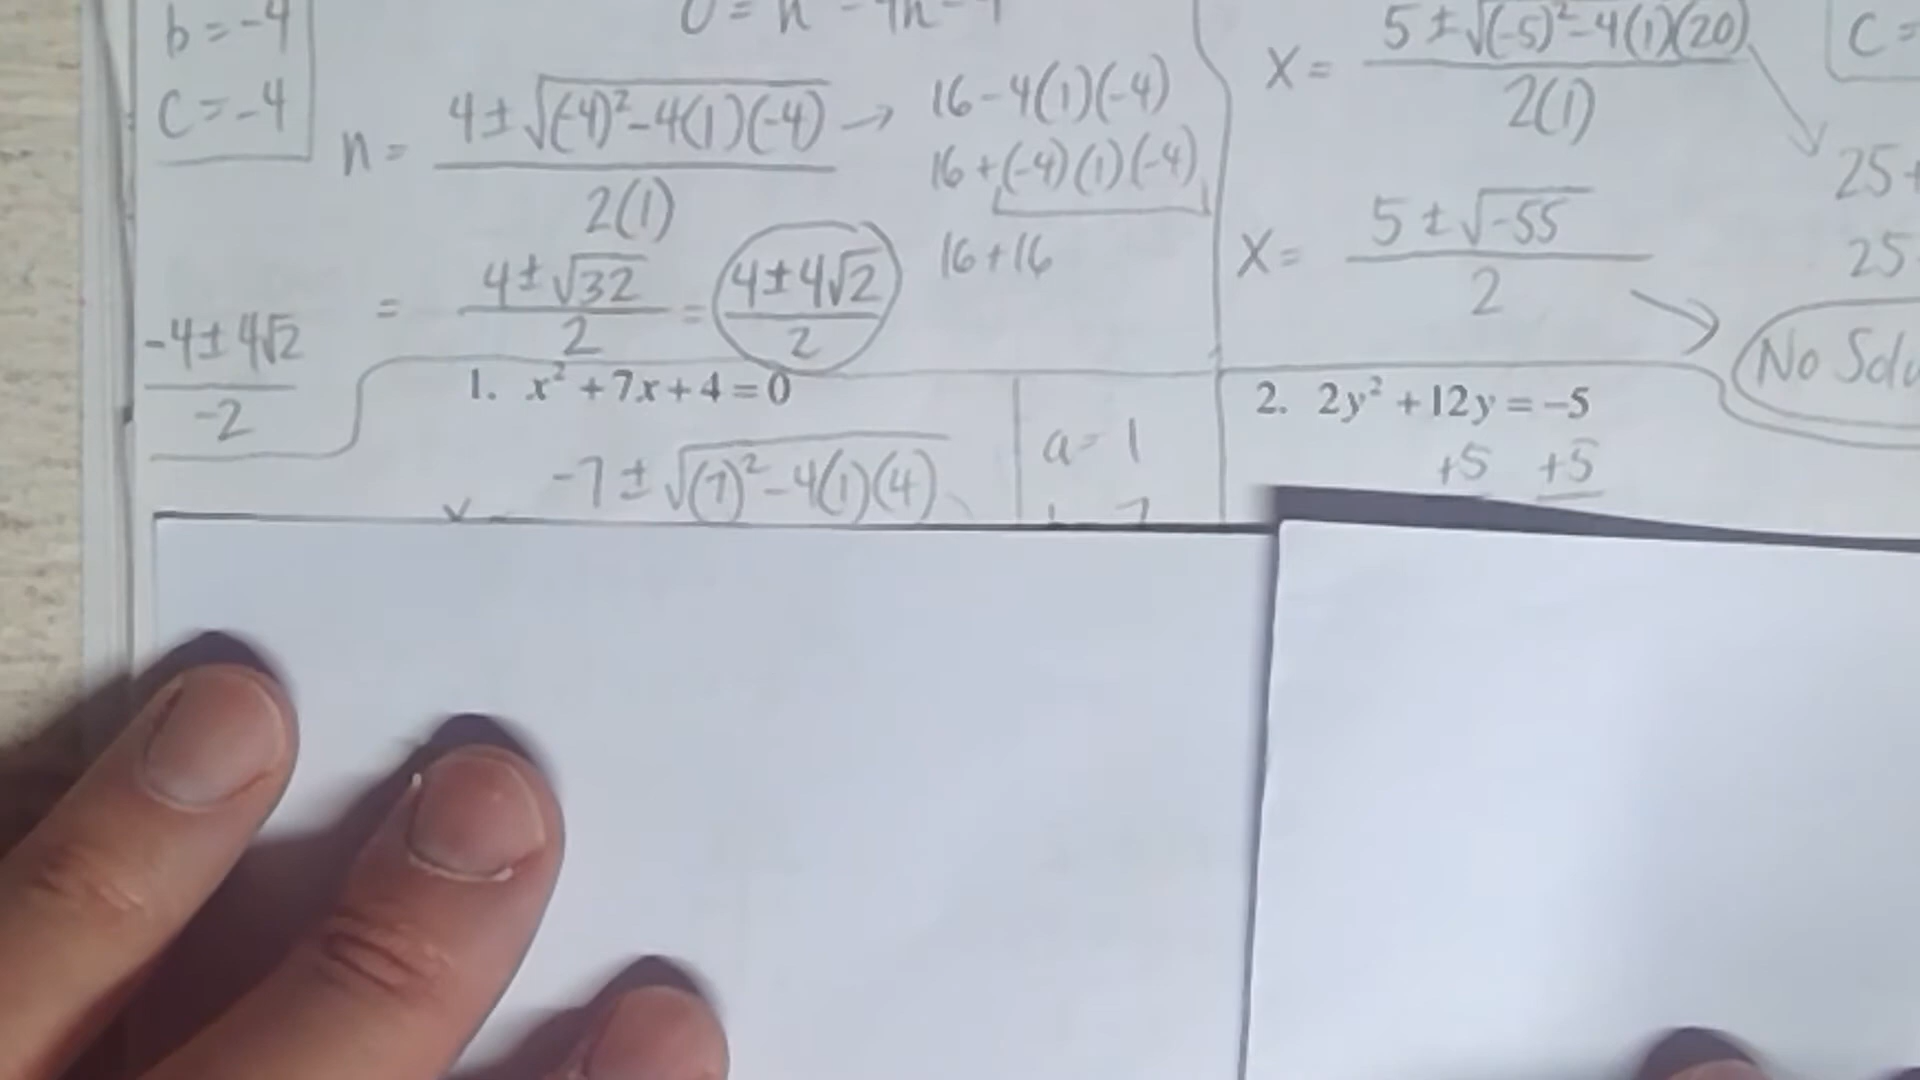 b = -4
c = -4
n = 4 ± √(-4)² - 4(1)(-4) →
2(1)
16 - 4(1)(-4)
16 + (-4)(1)(-4)
16 + 16
= 4 ± √32 / 2 = 4 ± 4√2 / 2
-4 ± 4√2
-2
x = 5 ± √(-5)² - 4(1)(20)
2(1)
c =
25 +
x = 5 ± √-55
2
25
No
1. x² + 7x + 4 = 0
-7 ± √(7)² - 4(1)(4)
a = 1
2. 2y² + 12y = -5
+5 +5